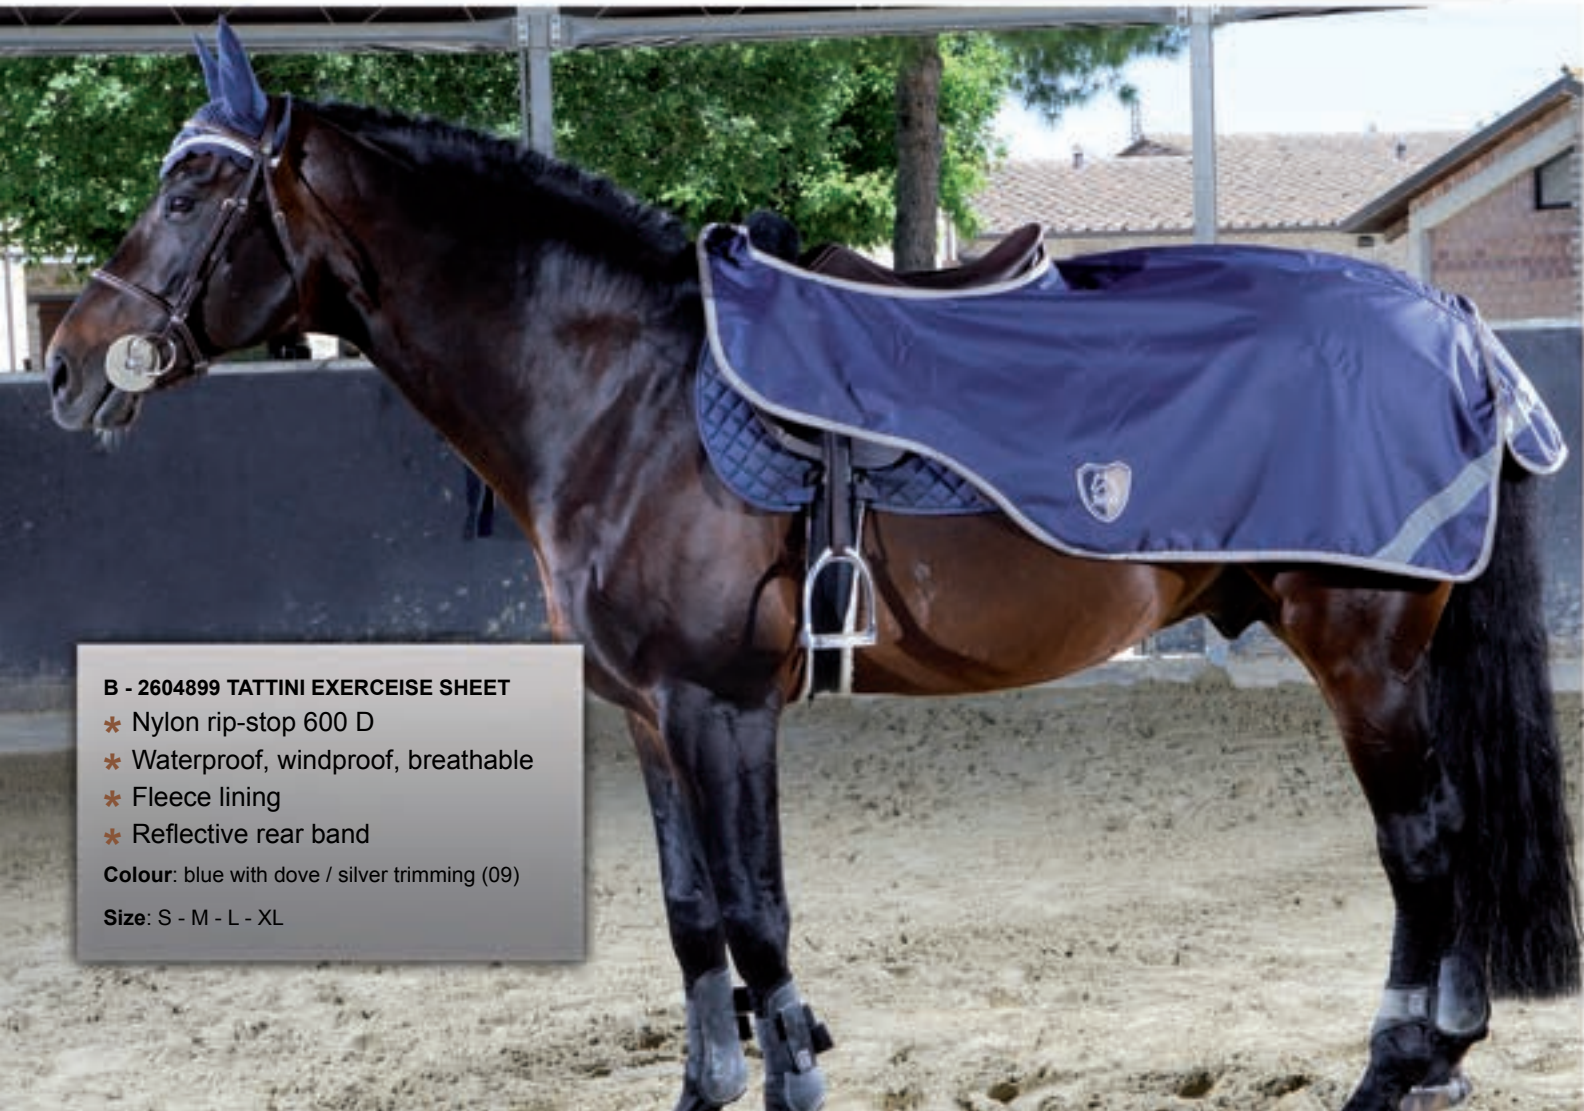 B - 2604899 TATTINI EXERCEISE SHEET
* Nylon rip-stop 600 D
* Waterproof, windproof, breathable
* Fleece lining
* Reflective rear band
Colour: blue with dove / silver trimming (09)
Size: S - M - L - XL